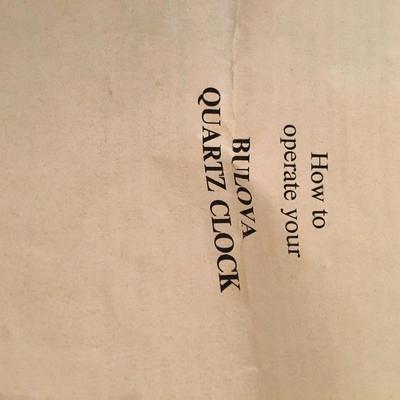 How to
operate your
BULOVA
QUARTZ CLOCK